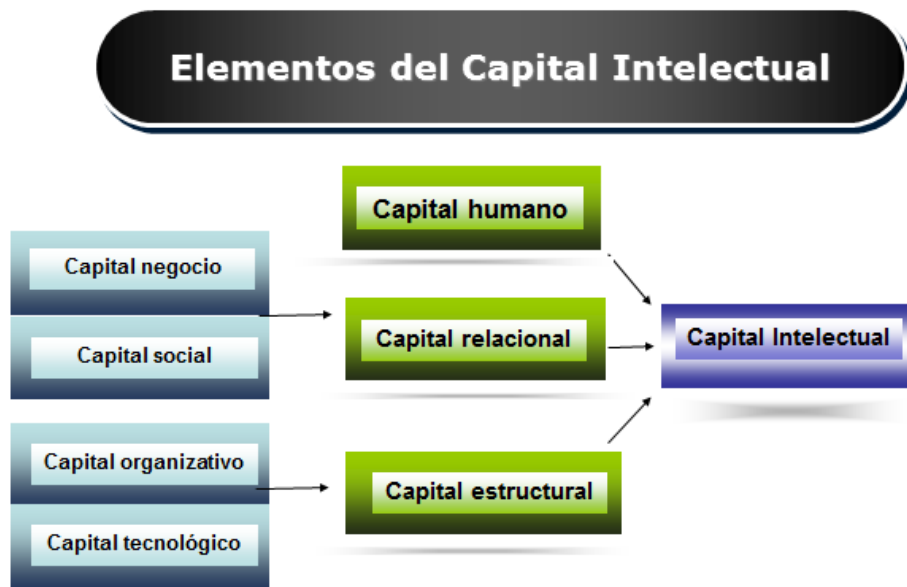 Elementos del Capital Intelectual
Capital humano
Capital negocio
Capital relacional
Capital Intelectual
Capital social
Capital organizativo
Capital estructural
Capital tecnológico